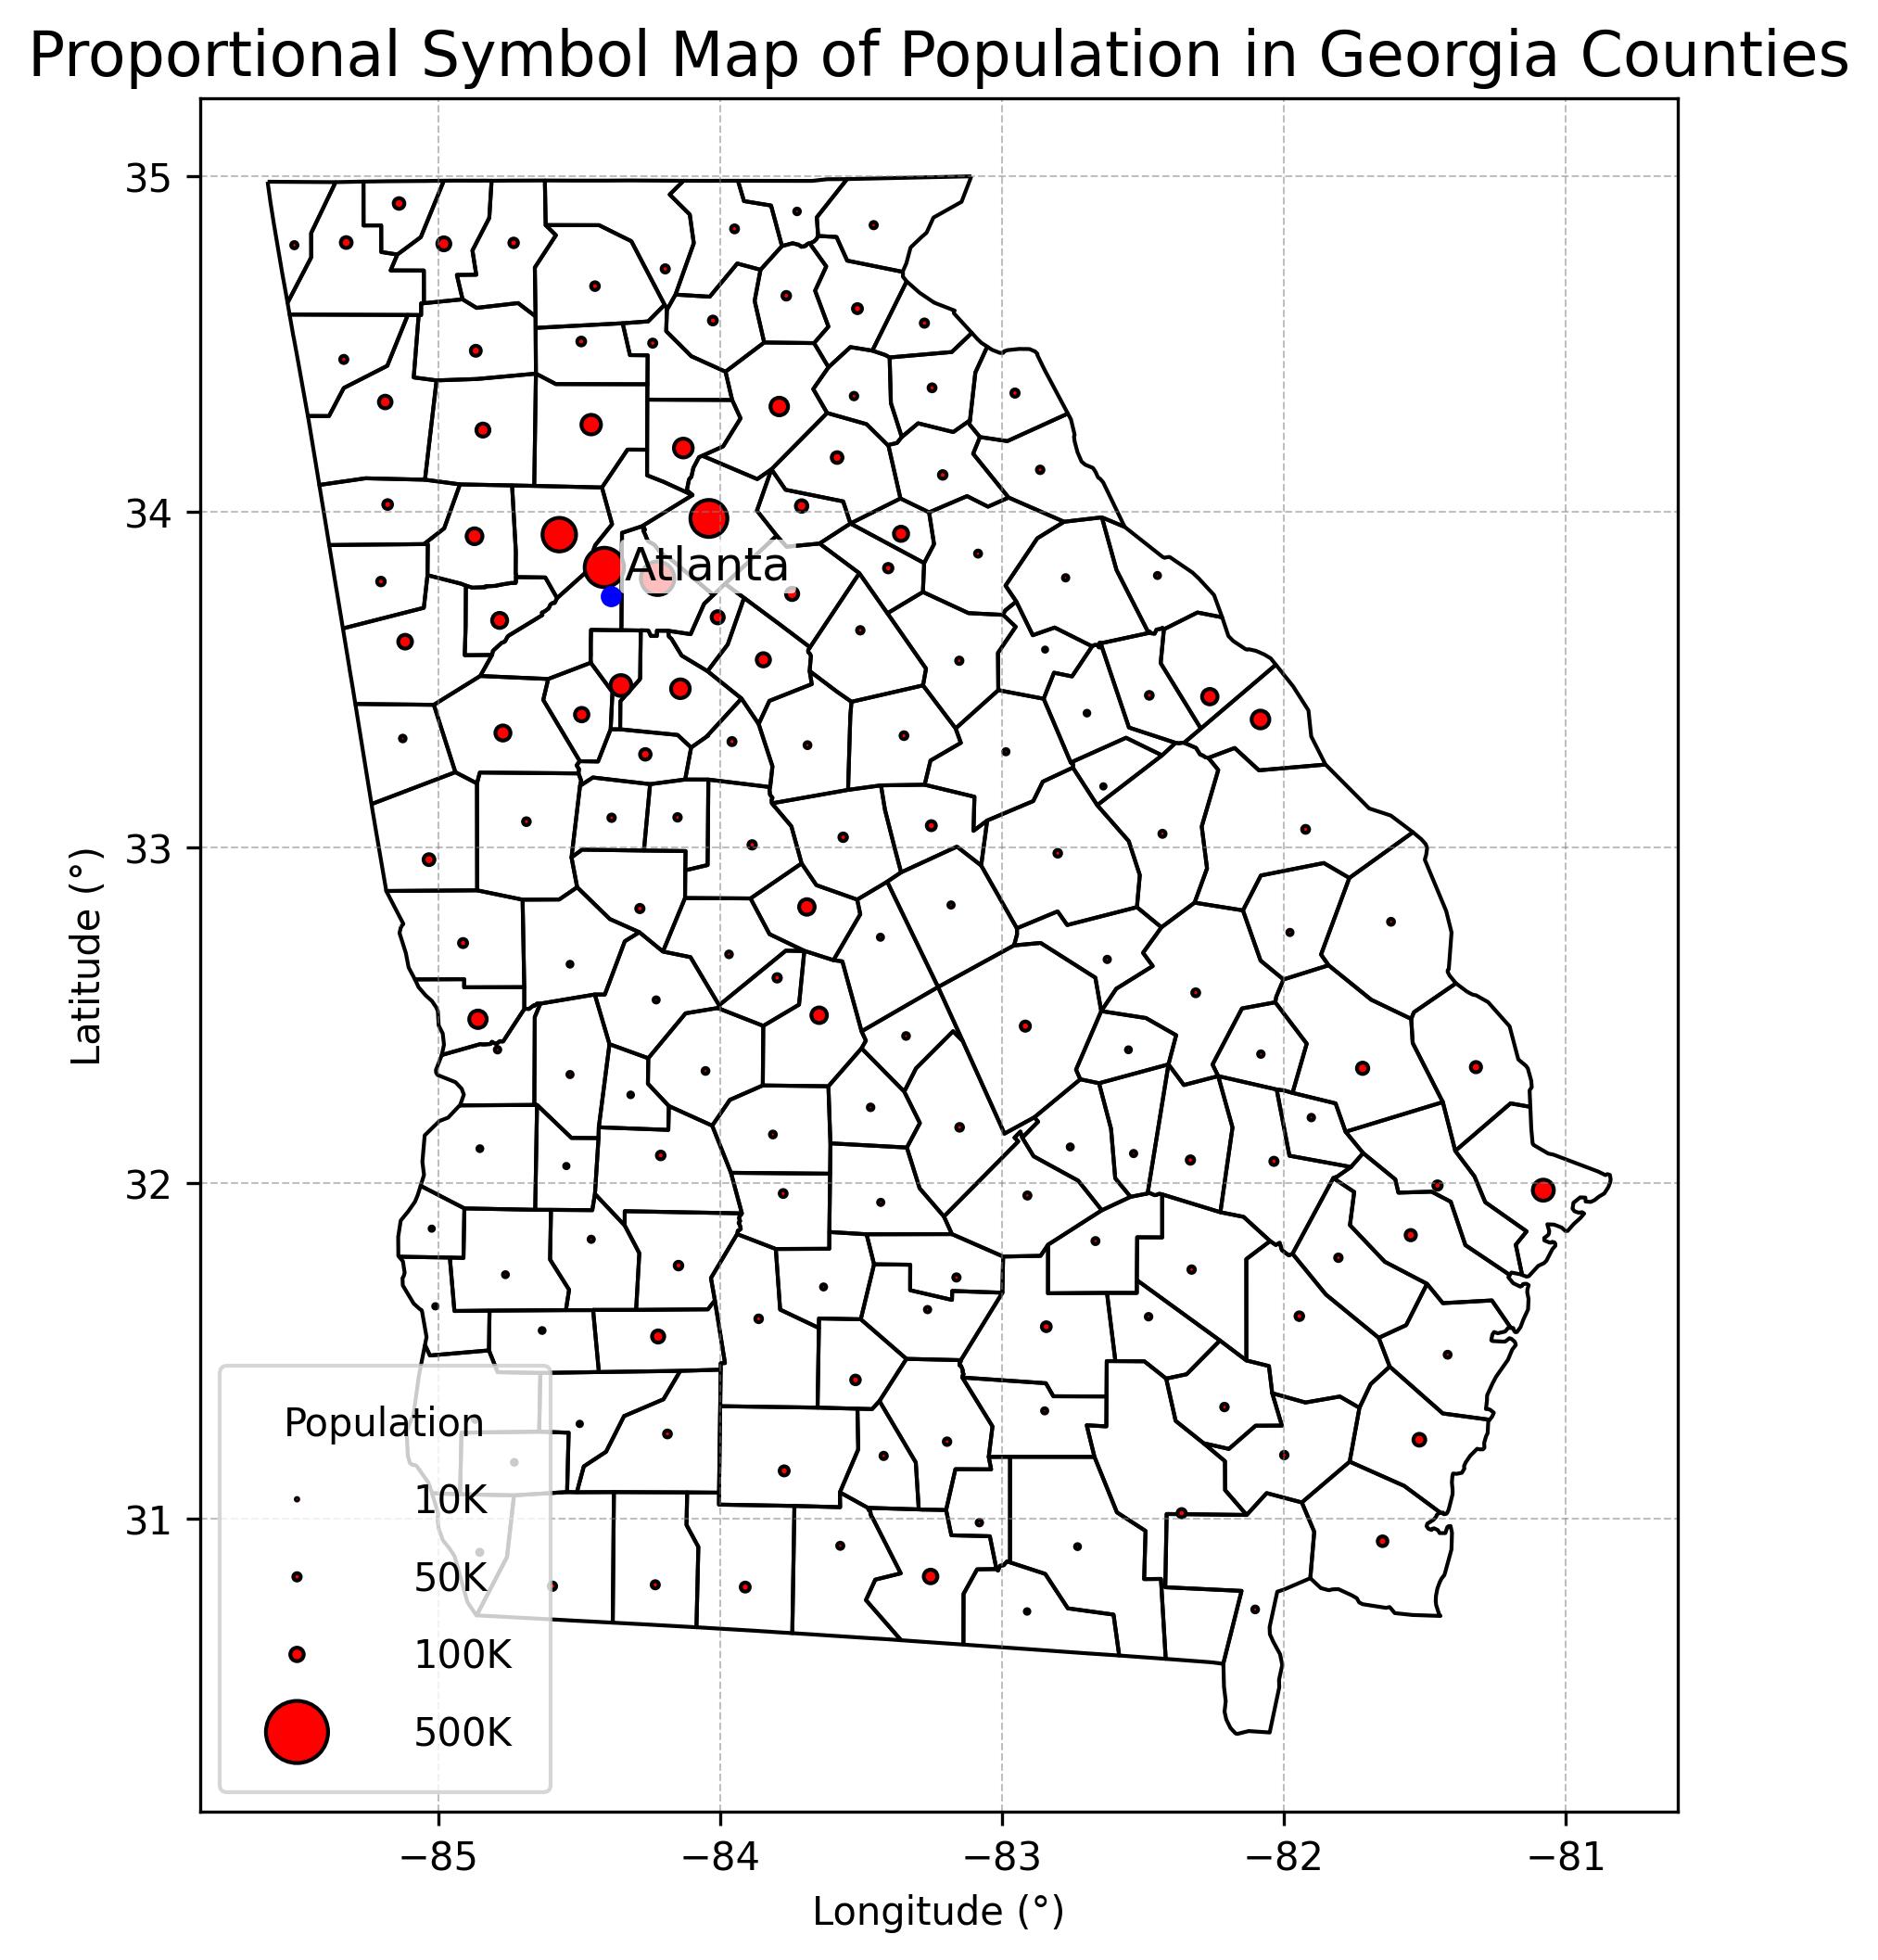 Proportional Symbol Map of Population in Georgia Counties
35
34
Atlanta
33
Latitude (°)
32
31
Population
10K
50K
100K
500K
−85
−84
−83
−82
−81
Longitude (°)